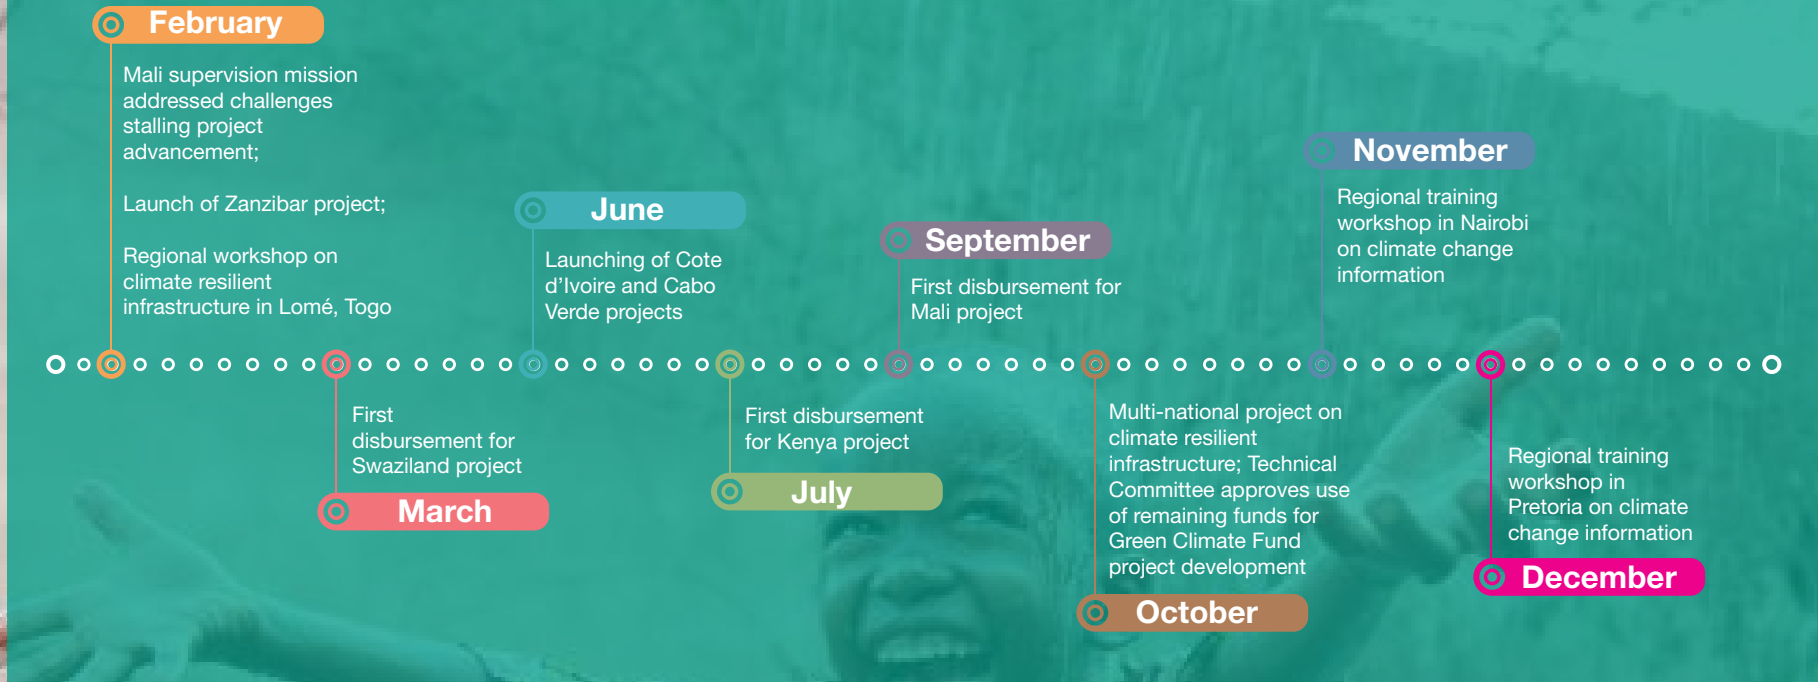 February
Mali supervision mission
addressed challenges
stalling project
advancement;
Launch of Zanzibar project;
Regional workshop on
climate resilient
infrastructure in Lomé, Togo
First
disbursement for
Swaziland project
March
June
Launching of Cote
d'Ivoire and Cabo
Verde projects
First disbursement
for Kenya project
July
September
First disbursement for
Mali project
Multi-national project on
climate resilient
infrastructure; Technical
Committee approves use
of remaining funds for
Green Climate Fund
project development
October
November
Regional training
workshop in Nairobi
on climate change
information
Regional training
workshop in
Pretoria on climate
change information
December